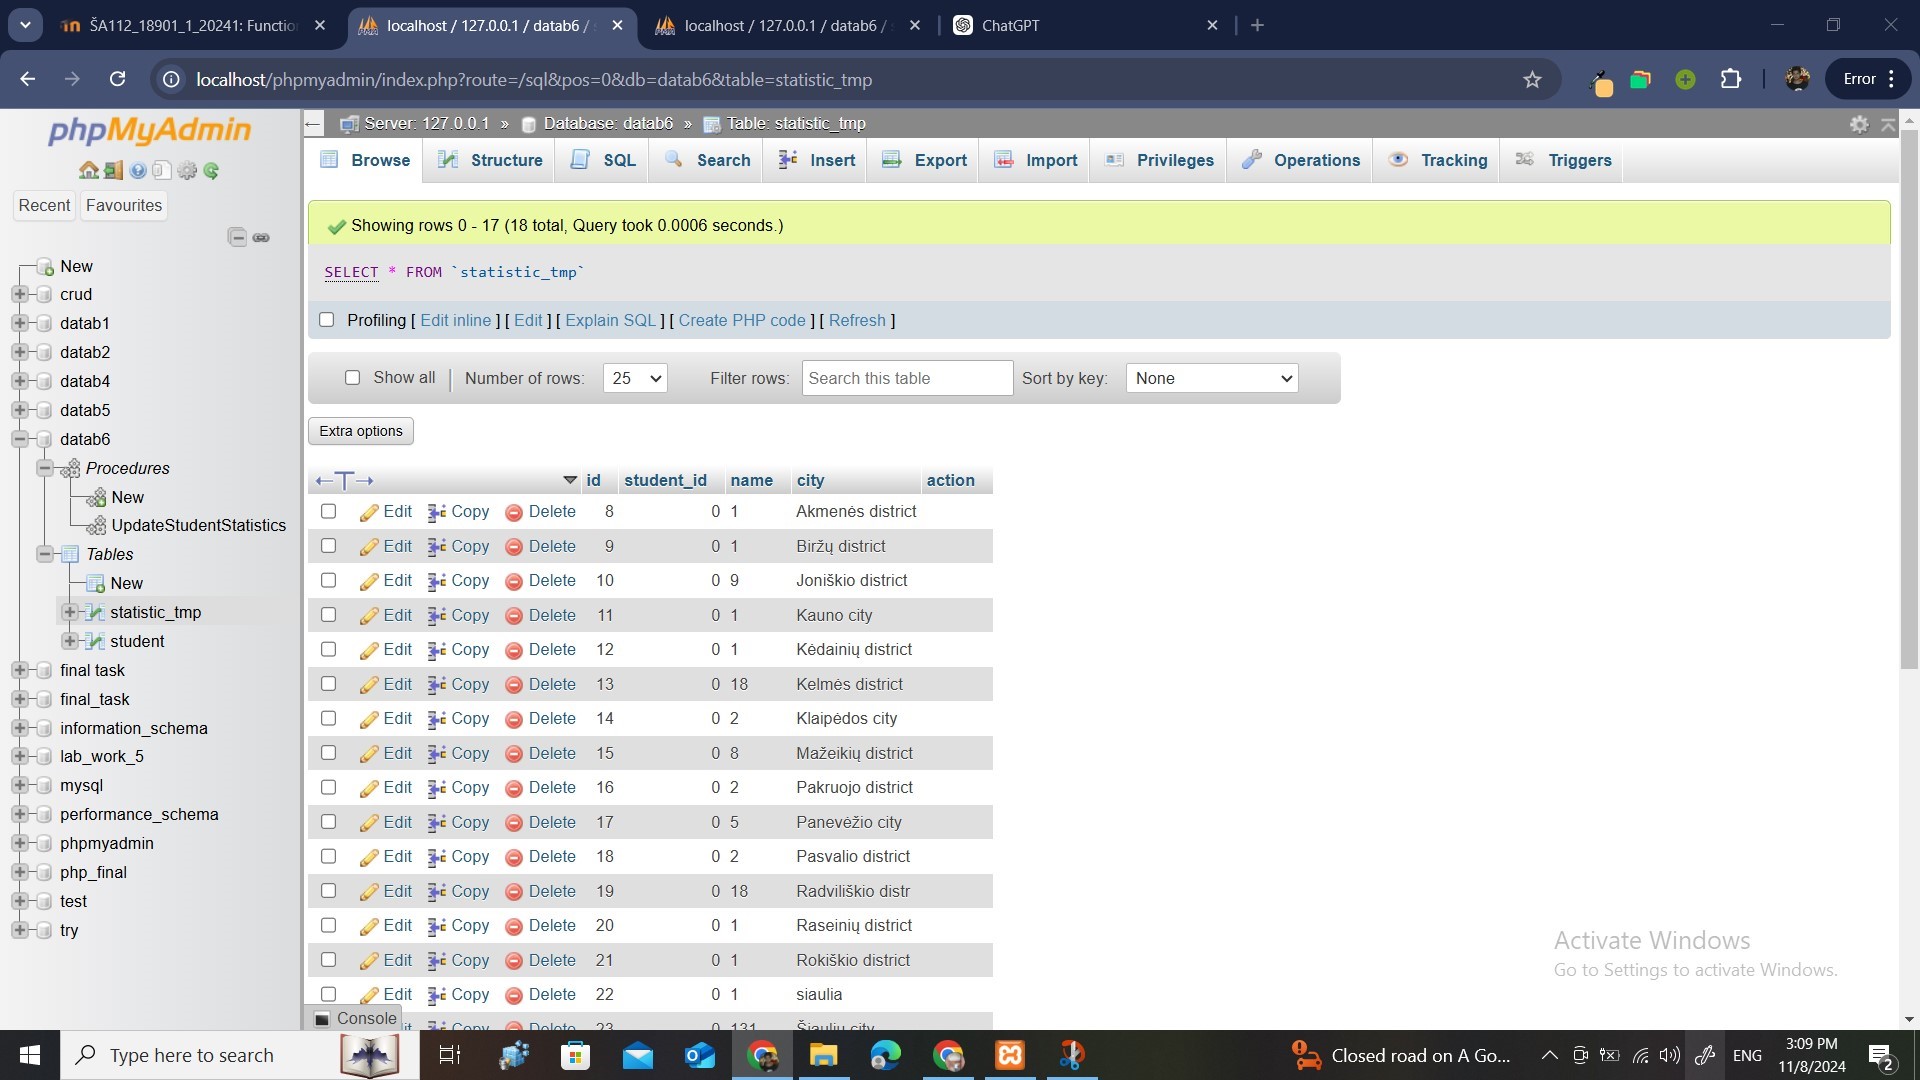 ŠA112_18901_1_20241: Functio
localhost / 127.0.0.1 / datab6 /
localhost / 127.0.0.1 / datab6 /
ChatGPT
localhost/phpmyadmin/index.php?route=/sql&pos=0&db=datab6&table=statistic_tmp
Error
phpMyAdmin
Recent
Favourites
New
crud
datab1
datab2
datab4
datab5
datab6
Procedures
New
UpdateStudentStatistics
Tables
New
statistic_tmp
student
final task
final_task
information_schema
lab_work_5
mysql
performance_schema
phpmyadmin
php_final
test
try
Server: 127.0.0.1 » Database: datab6 » Table: statistic_tmp
Browse Structure SQL Search Insert Export Import Privileges Operations Tracking Triggers
Showing rows 0 - 17 (18 total, Query took 0.0006 seconds.)
SELECT * FROM `statistic_tmp`
Profiling [ Edit inline ] [ Edit ] [ Explain SQL ] [ Create PHP code ] [ Refresh ]
Show all Number of rows: 25 Filter rows: Search this table Sort by key: None
Extra options
id student_id name city action
Edit Copy Delete 8 0 1 Akmenės district
Edit Copy Delete 9 0 1 Biržų district
Edit Copy Delete 10 0 9 Joniškio district
Edit Copy Delete 11 0 1 Kauno city
Edit Copy Delete 12 0 1 Kėdainių district
Edit Copy Delete 13 0 18 Kelmės district
Edit Copy Delete 14 0 2 Klaipėdos city
Edit Copy Delete 15 0 8 Mažeikių district
Edit Copy Delete 16 0 2 Pakruojo district
Edit Copy Delete 17 0 5 Panevėžio city
Edit Copy Delete 18 0 2 Pasvalio district
Edit Copy Delete 19 0 18 Radviliškio distr
Edit Copy Delete 20 0 1 Raseinių district
Edit Copy Delete 21 0 1 Rokiškio district
Edit Copy Delete 22 0 1 siaulia
Copy Delete 23 0 131 Šiaulių city
Console
Activate Windows
Go to Settings to activate Windows.
Type here to search
Closed road on A Go...
ENG
3:09 PM
11/8/2024
2